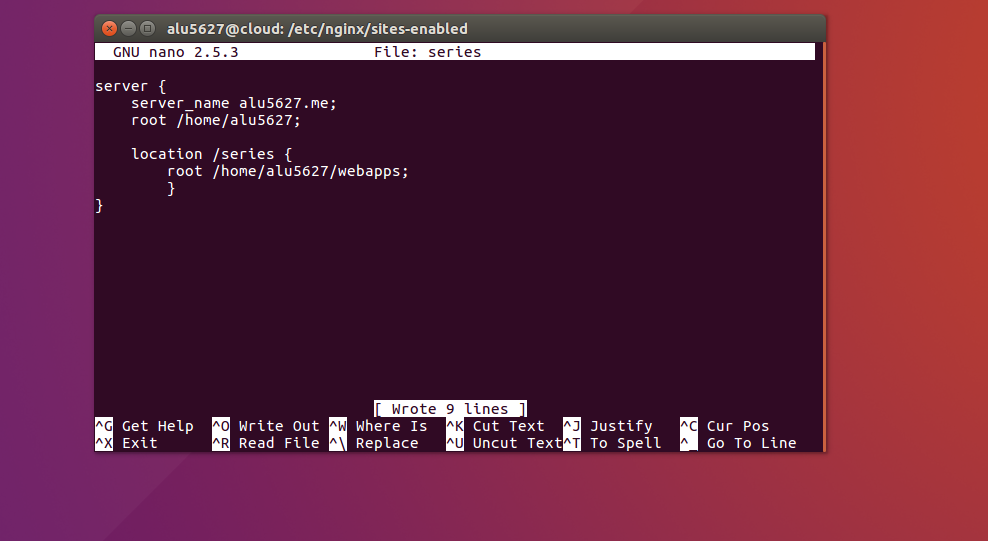 alu5627@cloud: /etc/nginx/sites-enabled
GNU nano 2.5.3 File: series
server {
server_name alu5627.me;
root /home/alu5627;
location /series {
root /home/alu5627/webapps;
}
}
[ Wrote 9 lines ]
^G Get Help ^O Write Out ^W Where Is ^K Cut Text ^J Justify ^C Cur Pos
^X Exit ^R Read File ^\ Replace ^U Uncut Text ^T To Spell ^_ Go To Line